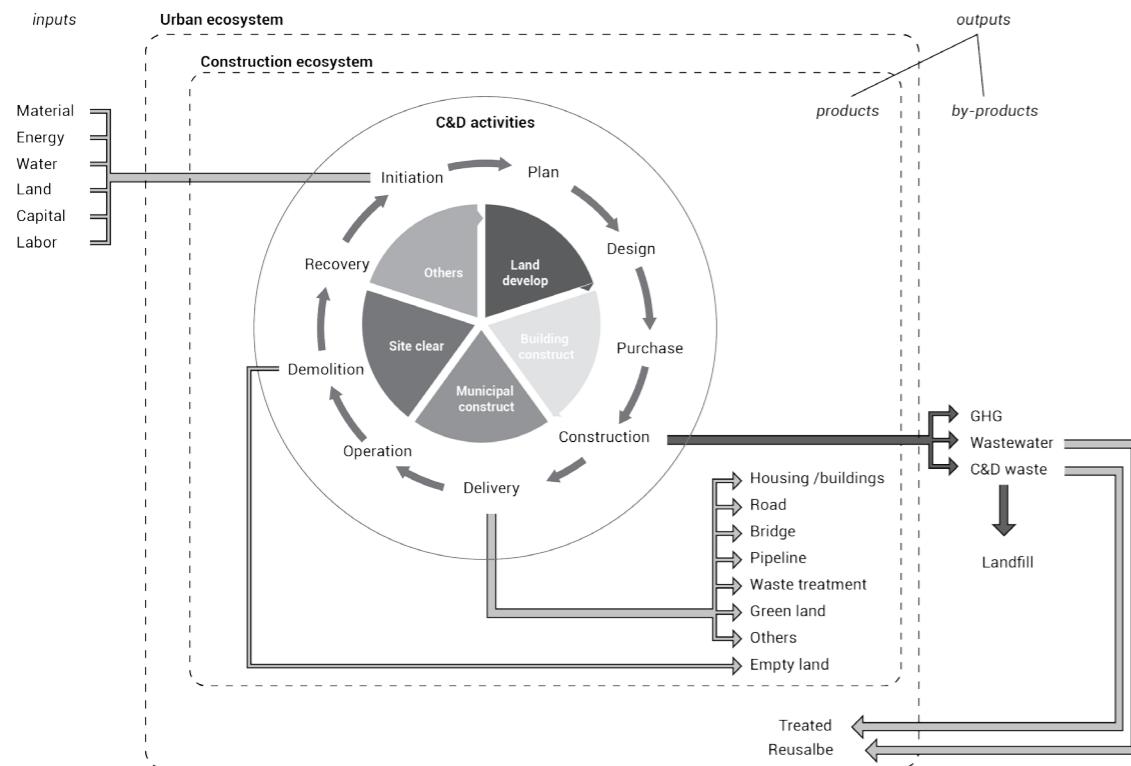 inputs
Urban ecosystem
outputs
Construction ecosystem
products
by-products
Material
Energy
Water
Land
Capital
Labor
C&D activities
Initiation
Plan
Design
Purchase
Construction
Delivery
Operation
Demolition
Recovery
Others
Land
develop
Building
construct
Municipal
construct
Site clear
GHG
Wastewater
C&D waste
Landfill
Housing /buildings
Road
Bridge
Pipeline
Waste treatment
Green land
Others
Empty land
Treated
Reusalbe